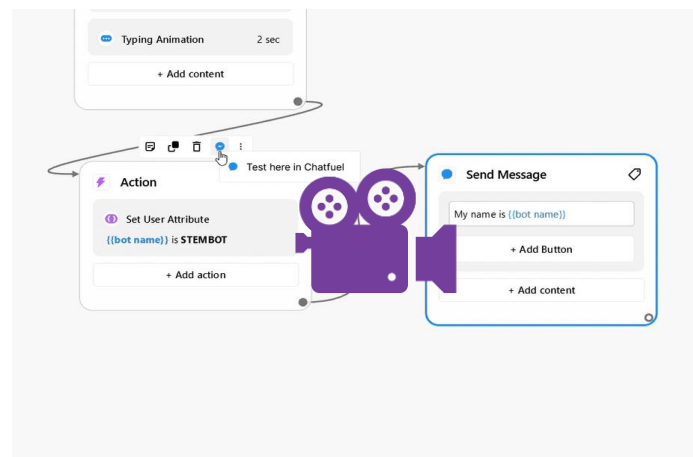 Typing Animation 2 sec
+ Add content
Test here in Chatfuel
Action
Set User Attribute
{{bot name}} is STEMBOT
+ Add action
Send Message
My name is {{bot name}}
+ Add Button
+ Add content